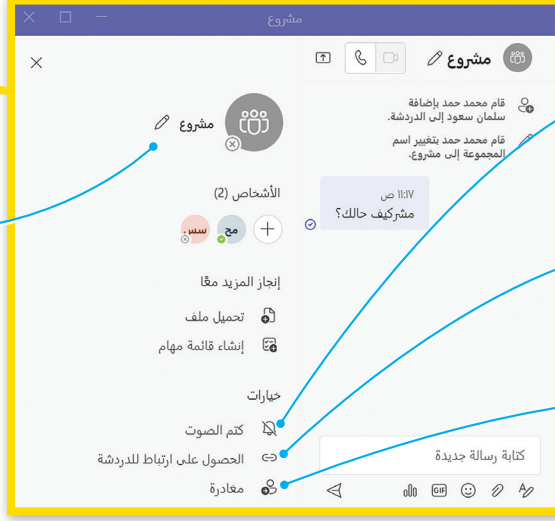 مشروع
مشروع
قام محمد حمد بإضافة
سلمان سعود إلى الدردشة.
قام محمد حمد بتغيير اسم
المجموعة إلى مشروع.
١١:١٧ ص
مشركيف حالك؟
كتابة رسالة جديدة
GIF
مشروع
الأشخاص (2)
مح
سس
إنجاز المزيد معًا
تحميل ملف
إنشاء قائمة مهام
خيارات
كتم الصوت
الحصول على ارتباط للدردشة
مغادرة